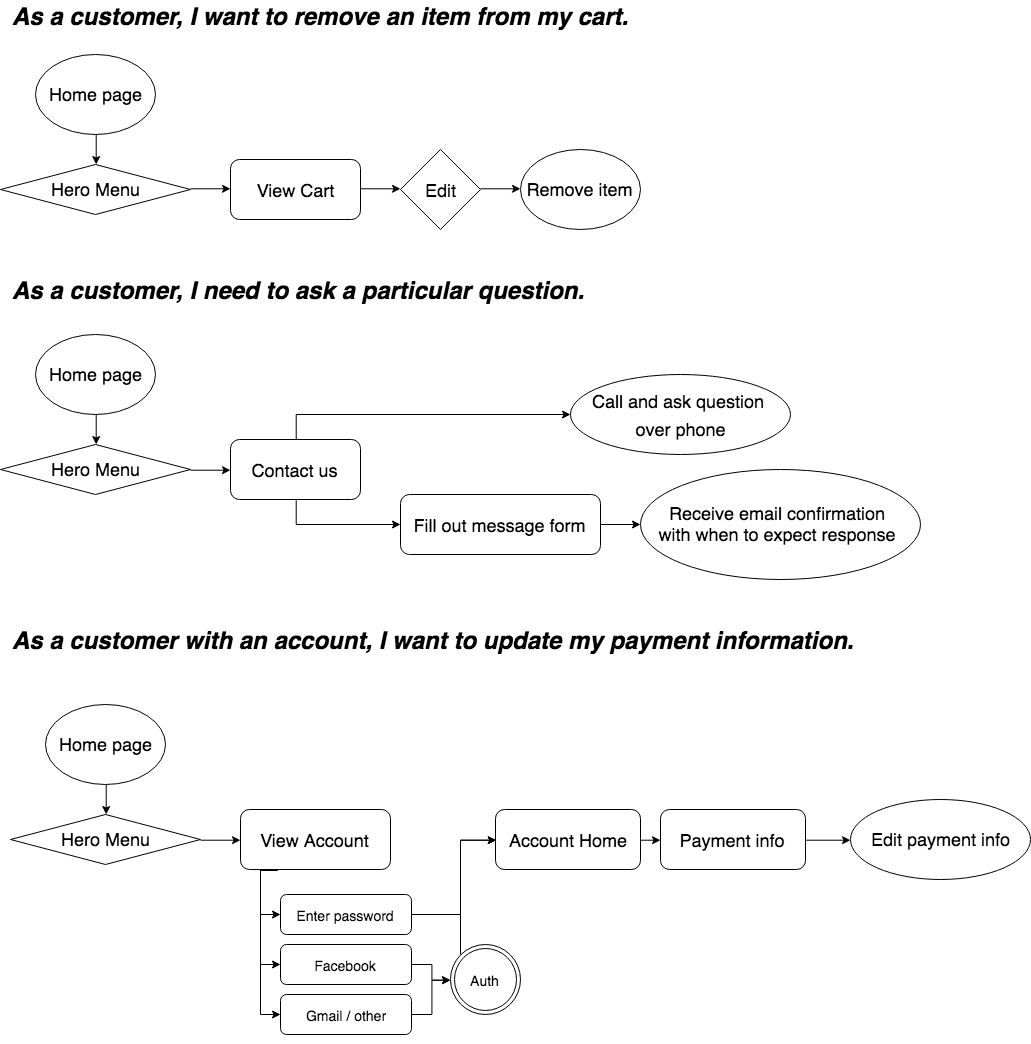 As a customer, I want to remove an item from my cart.
Home page
Hero Menu
View Cart
Edit
Remove item
As a customer, I need to ask a particular question.
Home page
Hero Menu
Contact us
Call and ask question
over phone
Fill out message form
Receive email confirmation
with when to expect response
As a customer with an account, I want to update my payment information.
Home page
Hero Menu
View Account
Enter password
Facebook
Gmail / other
Auth
Account Home
Payment info
Edit payment info